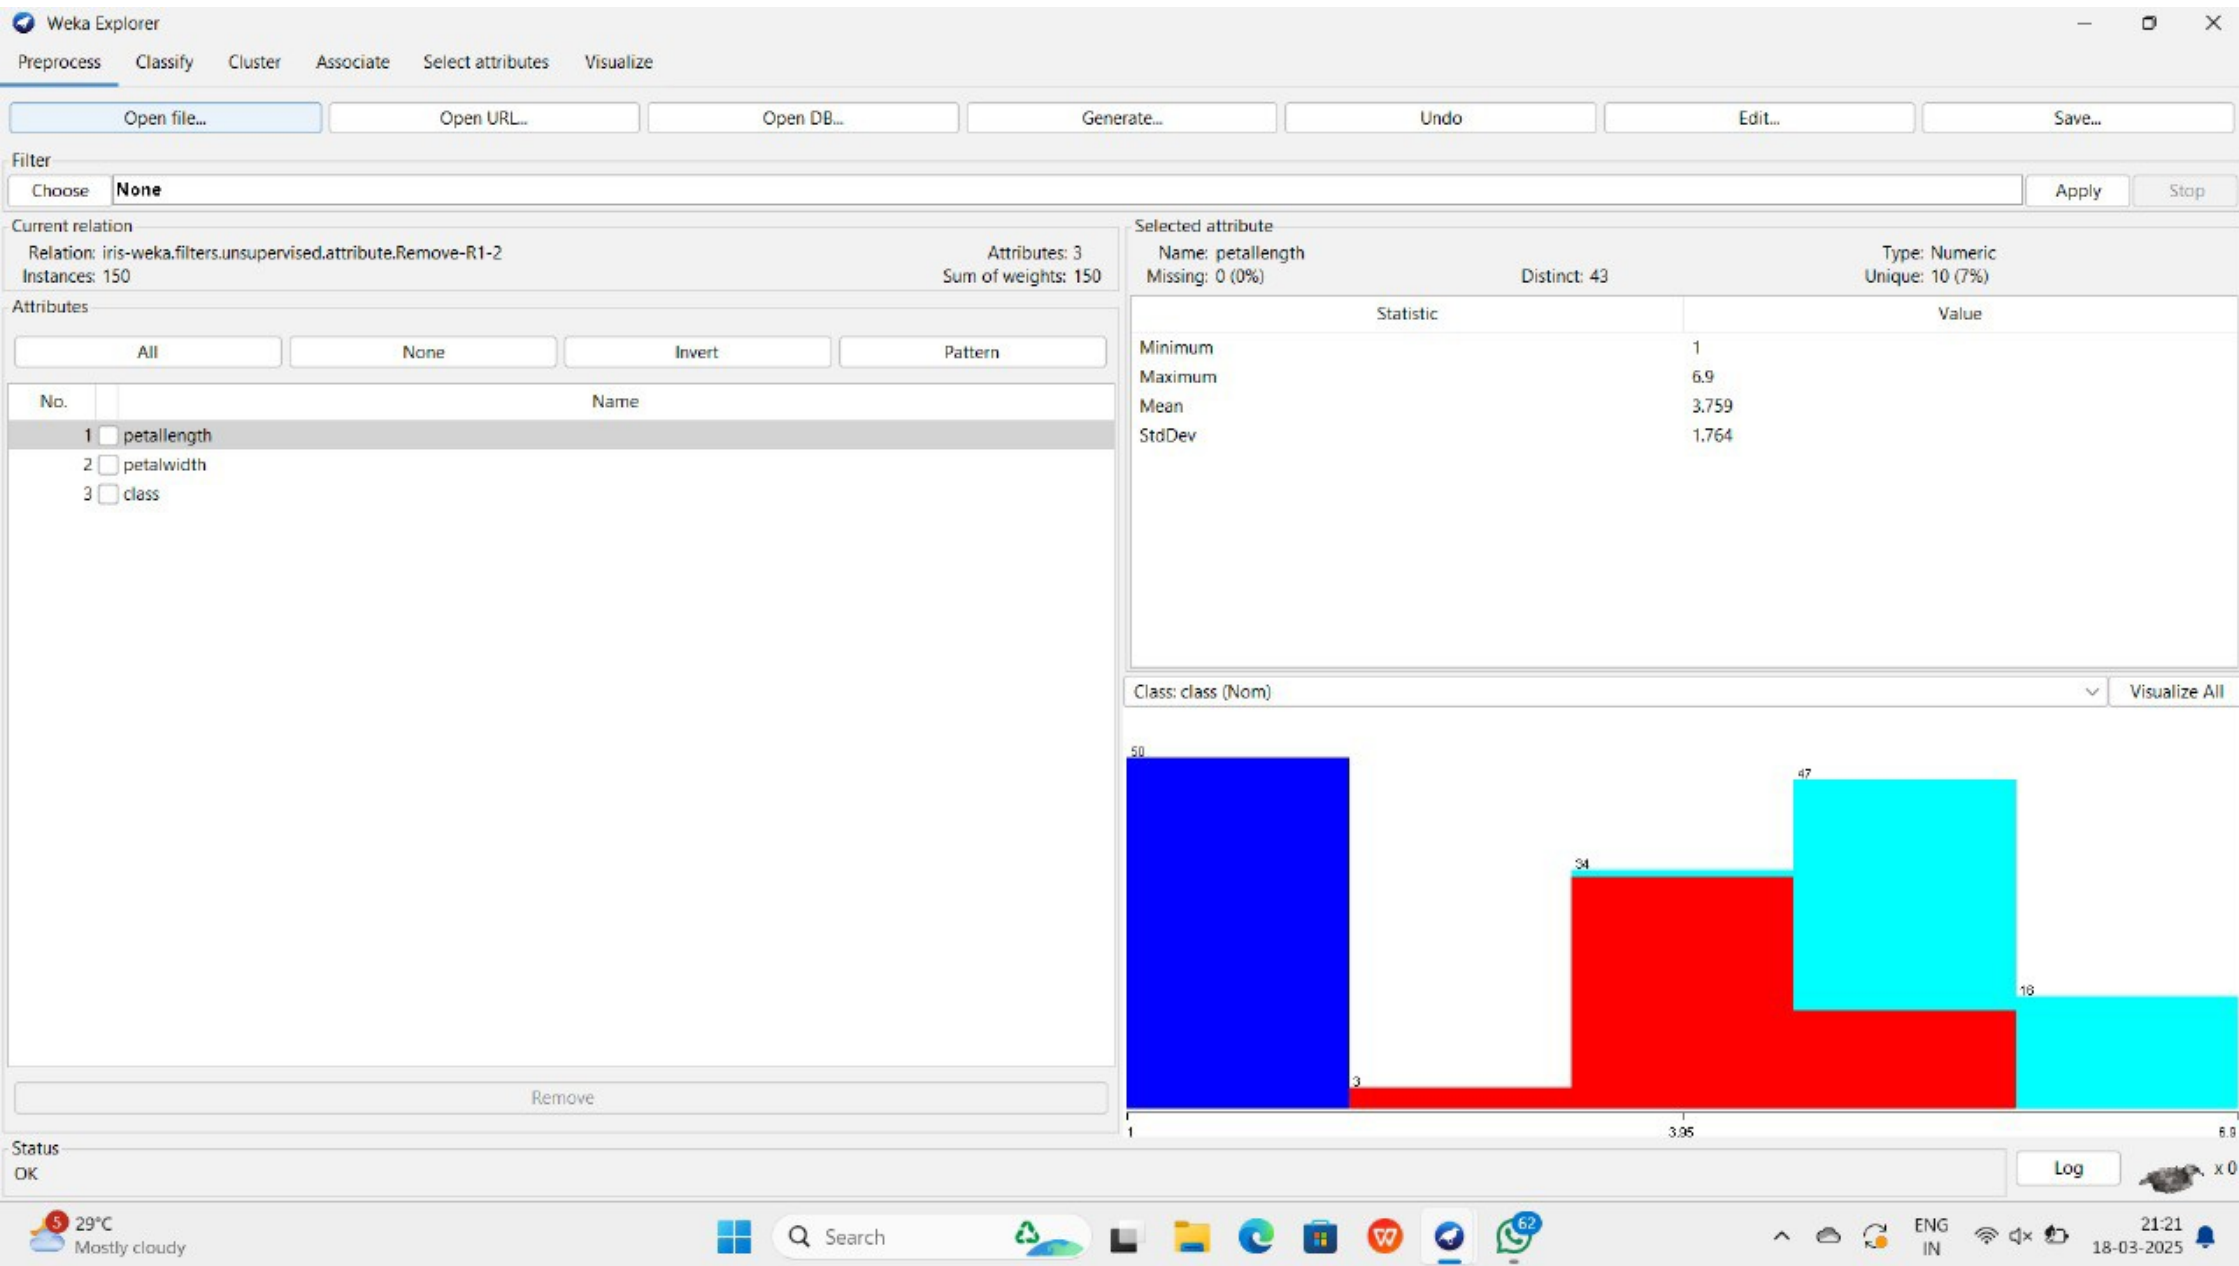 Weka Explorer
Preprocess Classify Cluster Associate Select attributes Visualize
Open file... Open URL... Open DB... Generate... Undo Edit... Save...
Filter
Choose None Apply Stop
Current relation
Relation: iris-weka.filters.unsupervised.attribute.Remove-R1-2 Attributes: 3
Instances: 150 Sum of weights: 150
Attributes
All None Invert Pattern
No. Name
1 petallength
2 petalwidth
3 class
Remove
Selected attribute
Name: petallength Type: Numeric
Missing: 0 (0%) Distinct: 43 Unique: 10 (7%)
Statistic Value
Minimum 1
Maximum 6.9
Mean 3.759
StdDev 1.764
Class: class (Nom) Visualize All
50
47
34
16
3
1 3.95 6.9
Status
OK
Log x 0
5 29°C
Mostly cloudy
Search
62
ENG
IN
21:21
18-03-2025